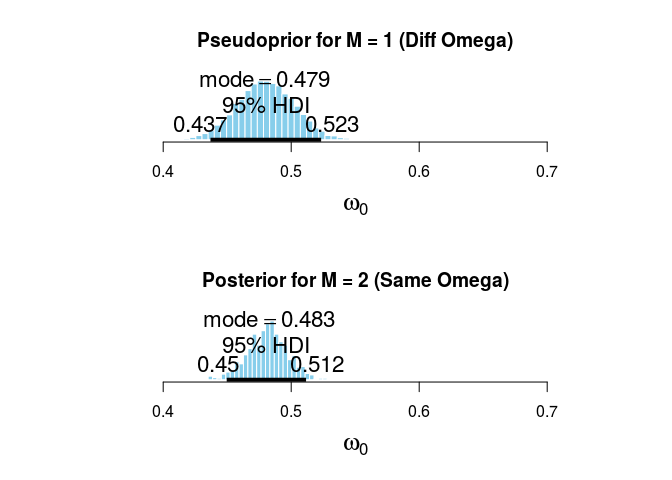 Pseudoprior for M = 1 (Diff Omega)
mode = 0.479
95% HDI
0.437 0.523
0.4 0.5 0.6 0.7
ω0
Posterior for M = 2 (Same Omega)
mode = 0.483
95% HDI
0.45 0.512
0.4 0.5 0.6 0.7
ω0